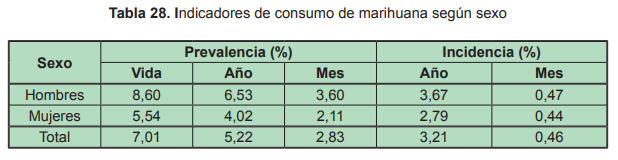 Tabla 28. Indicadores de consumo de marihuana según sexo
Sexo Prevalencia (%) Incidencia (%)
Vida Año Mes Año Mes
Hombres 8,60 6,53 3,60 3,67 0,47
Mujeres 5,54 4,02 2,11 2,79 0,44
Total 7,01 5,22 2,83 3,21 0,46